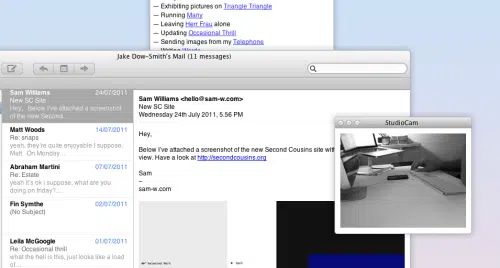 — Exhibiting pictures on Triangle Triangle
— Running Many
— Leaving Herr Frau alone
— Updating Occasional Thrill
— Sending images from my Telephone
Jake Dow-Smith's Mail (11 messages)
Sam Williams 24/07/2011
New SC Site
Hey, Below I've attached a screenshot
of the new Second
Matt Woods 14/07/2011
Re: snaps
yeah, they're quite enjoyable I suppose.
Matt On Monday ...
Abraham Martini 07/07/2011
Re: Estate
yeah it's ok i suppose, what are you
doing on friday?...
Fin Symthe 02/07/2011
(No Subject)
Leila McGoogle 01/07/2011
Re: Occasional thrill
what the hell is this, just looks like a load
of...
Sam Williams <hello@sam-w.com>
New SC Site
Wednesday 24th July 2011, 5.56 PM
Hey,
Below I've attached a screenshot of the new Second Cousins site with
view. Have a look at http://secondcousins.org
Sam
—
sam-w.com
StudioCam